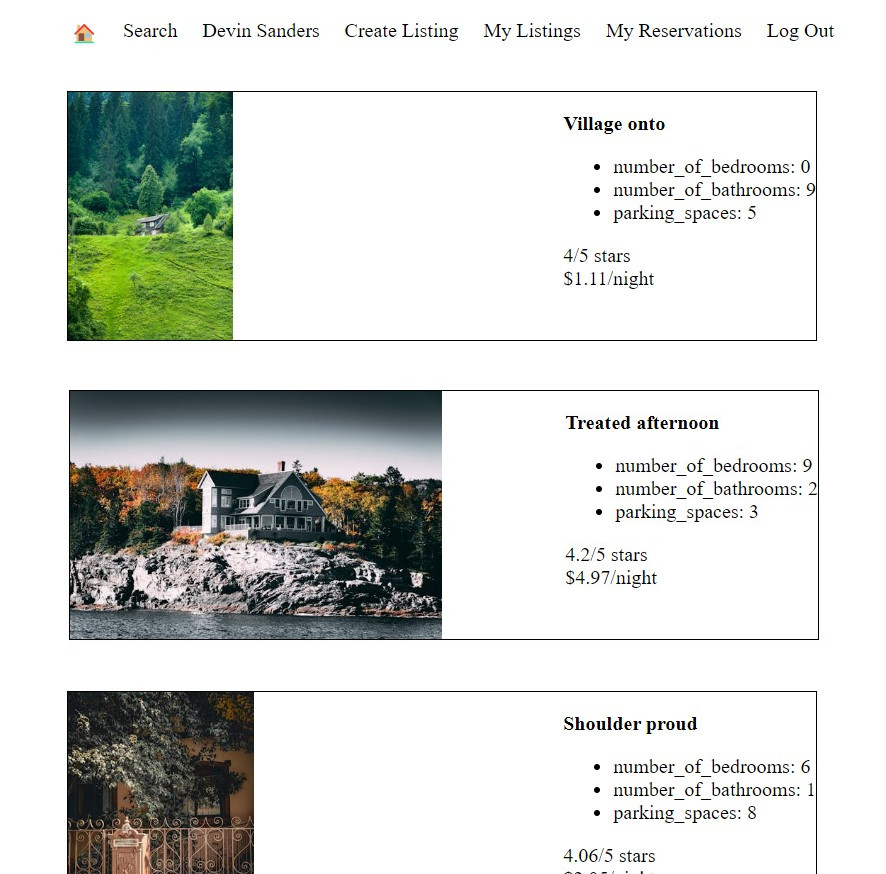 Search Devin Sanders Create Listing My Listings My Reservations Log Out
Village onto
number_of_bedrooms: 0
number_of_bathrooms: 9
parking_spaces: 5
4/5 stars
$1.11/night
Treated afternoon
number_of_bedrooms: 9
number_of_bathrooms: 2
parking_spaces: 3
4.2/5 stars
$4.97/night
Shoulder proud
number_of_bedrooms: 6
number_of_bathrooms: 1
parking_spaces: 8
4.06/5 stars